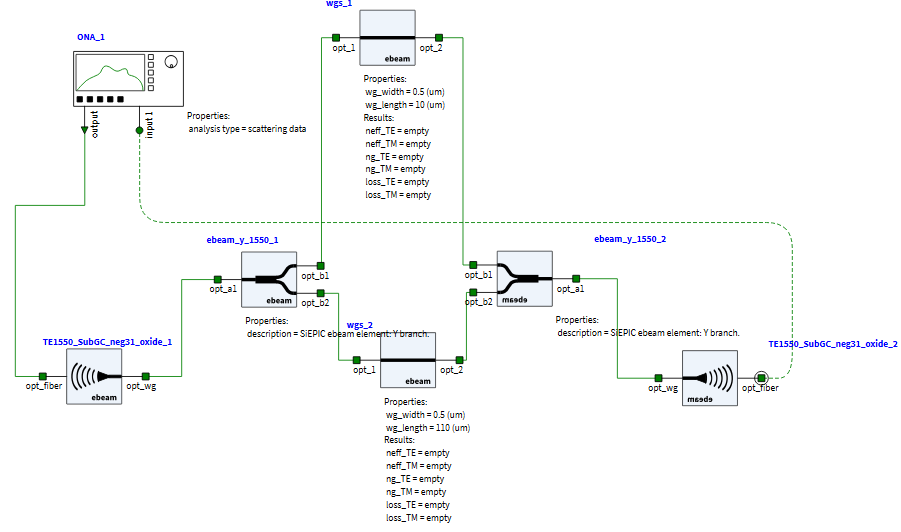 wgs_1
opt_1
opt_2
ebeam
Properties:
wg_width = 0.5 (um)
wg_length = 10 (um)
Results:
neff_TE = empty
neff_TM = empty
ng_TE = empty
ng_TM = empty
loss_TE = empty
loss_TM = empty
ONA_1
output
input 1
Properties:
analysis type = scattering data
ebeam_y_1550_1
opt_a1
opt_b1
opt_b2
ebeam
Properties:
description = SiEPIC ebeam element: Y branch.
ebeam_y_1550_2
opt_b1
opt_b2
opt_a1
ebeam
Properties:
description = SiEPIC ebeam element: Y branch.
TE1550_SubGC_neg31_oxide_1
opt_fiber
opt_wg
ebeam
wgs_2
opt_1
opt_2
ebeam
Properties:
wg_width = 0.5 (um)
wg_length = 110 (um)
Results:
neff_TE = empty
neff_TM = empty
ng_TE = empty
ng_TM = empty
loss_TE = empty
loss_TM = empty
TE1550_SubGC_neg31_oxide_2
opt_wg
opt_fiber
ebeam